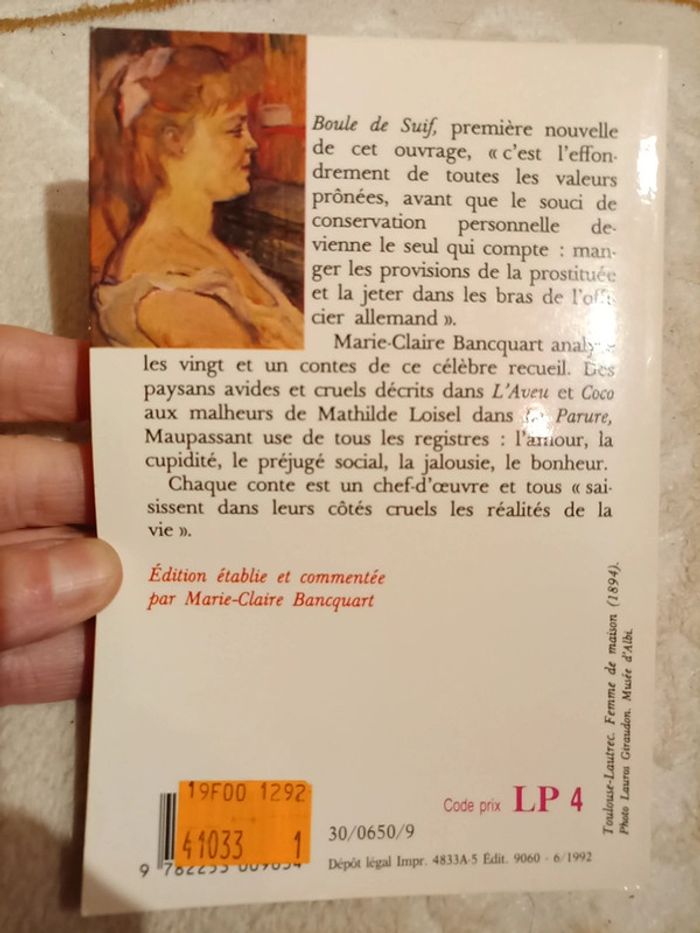 Boule de Suif, première nouvelle
de cet ouvrage, « c'est l'effon-
drement de toutes les valeurs
prônées, avant que le souci de
conservation personnelle de-
vienne le seul qui compte : man-
ger les provisions de la prostituée
et la jeter dans les bras de l'offi-
cier allemand ».
Marie-Claire Bancquart analyse
les vingt et un contes de ce célèbre recueil. Des
paysans avides et cruels décrits dans L'Aveu et Coco
aux malheurs de Mathilde Loisel dans La Parure,
Maupassant use de tous les registres : l'amour, la
cupidité, le préjugé social, la jalousie, le bonheur.
Chaque conte est un chef-d'œuvre et tous « sai-
sissent dans leurs côtés cruels les réalités de la
vie ».
Édition établie et commentée
par Marie-Claire Bancquart
Toulouse-Lautrec. Femme de maison (1894).
Photo Lauros Giraudon. Musée d'Albi.
19F00 1292
41033 1
Code prix LP 4
30/0650/9
Dépôt légal Impr. 4833A-5 Édit. 9060 - 6/1992